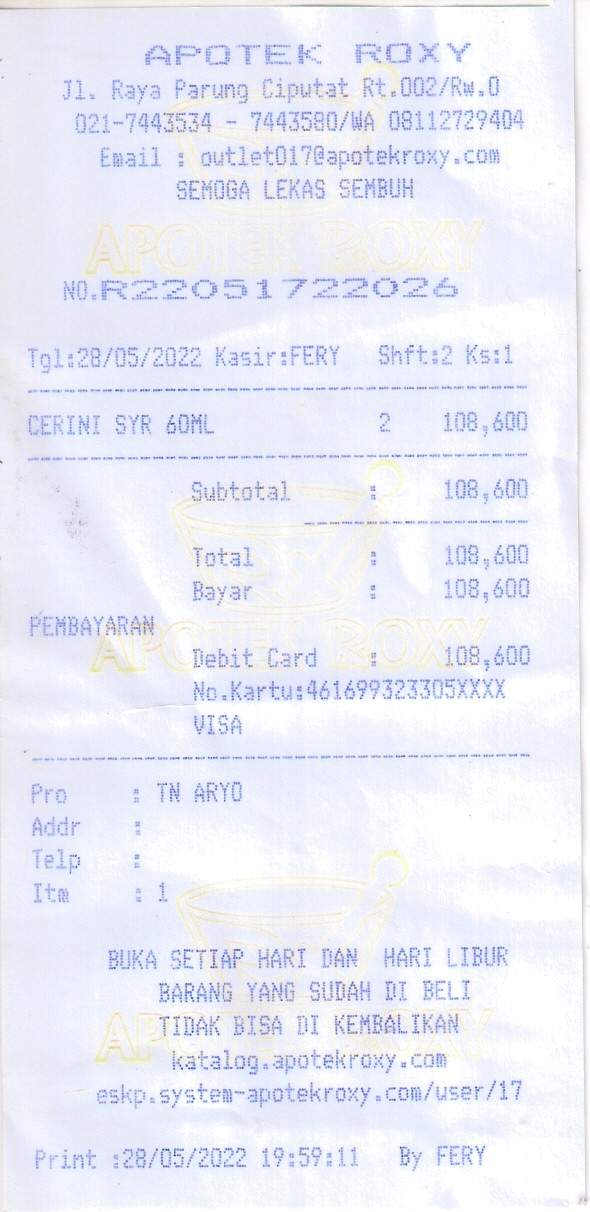 APOTEK ROXY
Jl. Raya Parung Ciputat Rt.002/Rw.0
021-7443534 - 7443580/WA 08112729404
Email : outlet017@apotekroxy.com
SEMOGA LEKAS SEMBUH
APOTEK ROXY
NO.R22051722026
Tgl:28/05/2022 Kasir:FERY Shft:2 Ks:1
CERINI SYR 60ML 2 108,600
Subtotal : 108,600
Total : 108,600
Bayar : 108,600
PEMBAYARAN
APOTEK ROXY
Debit Card : 108,600
No.Kartu:461699323305XXXX
VISA
Pro : TN ARYO
Addr :
Telp :
Itm : 1
BUKA SETIAP HARI DAN HARI LIBUR
BARANG YANG SUDAH DI BELI
TIDAK BISA DI KEMBALIKAN
APOTEK ROXY
katalog.apotekroxy.com
eskp.system-apotekroxy.com/user/17
Print :28/05/2022 19:59:11 By FERY